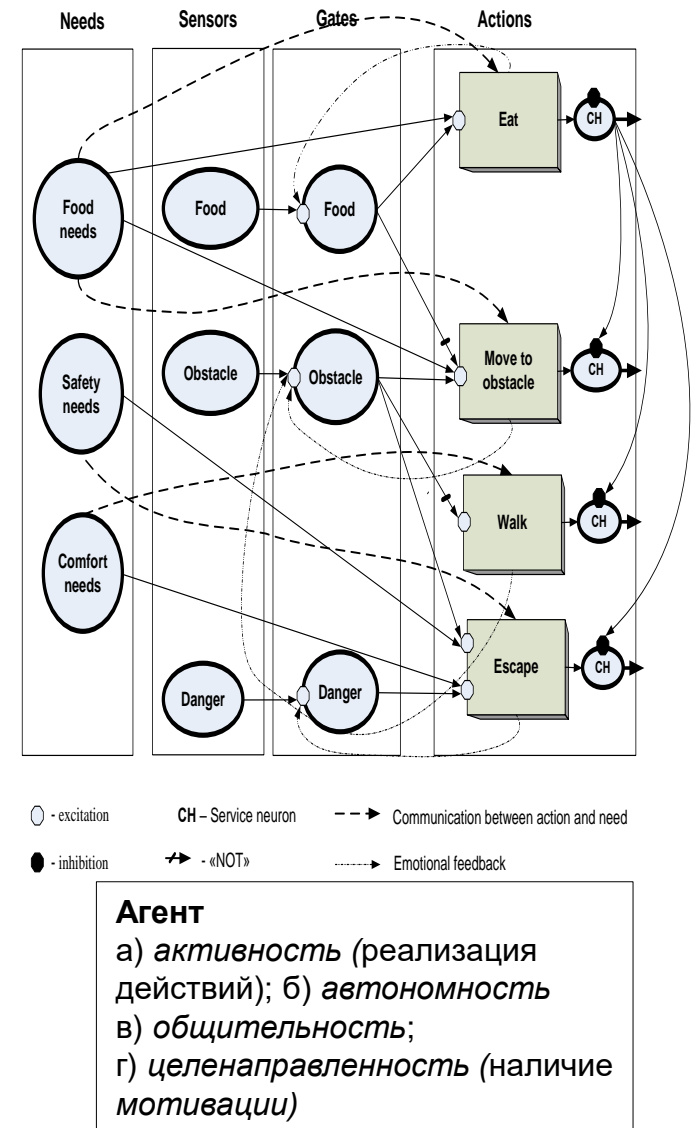 Needs Sensors Gates Actions
Eat
CH
Food
needs
Food
Food
Safety
needs
Obstacle
Obstacle
Move to
obstacle
CH
Walk
CH
Comfort
needs
Escape
CH
Danger
Danger
- excitation CH – Service neuron Communication between action and need
- inhibition - «NOT» Emotional feedback
Агент
а) активность (реализация
действий); б) автономность
в) общительность;
г) целенаправленность (наличие
мотивации)